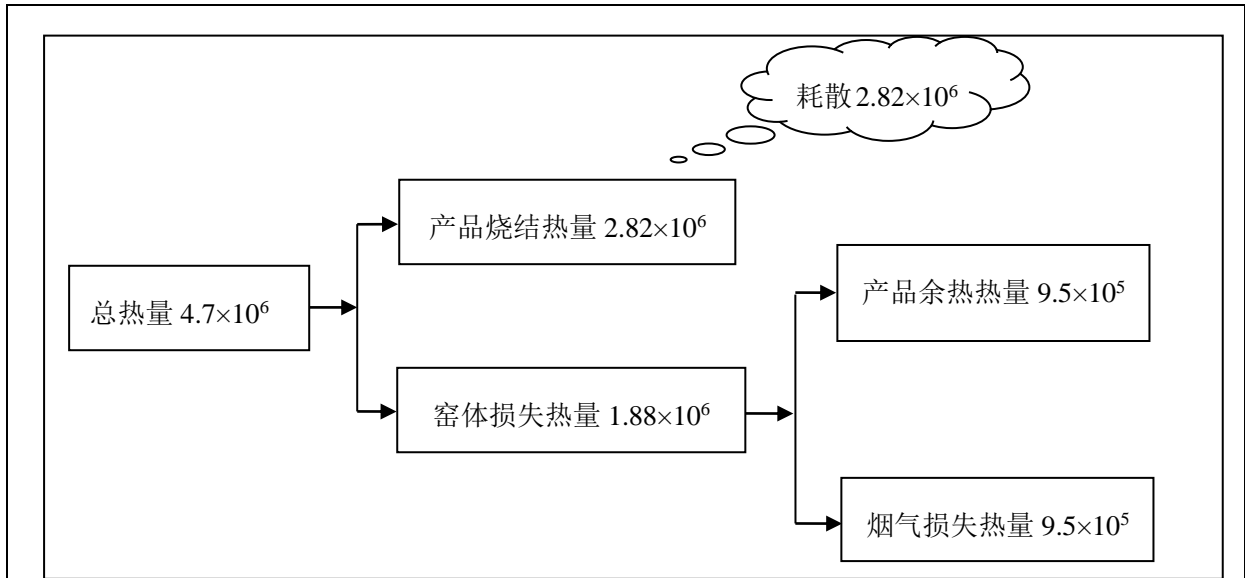 耗散 2.82×10⁶
产品烧结热量 2.82×10⁶
总热量 4.7×10⁶
产品余热热量 9.5×10⁵
窑体损失热量 1.88×10⁶
烟气损失热量 9.5×10⁵